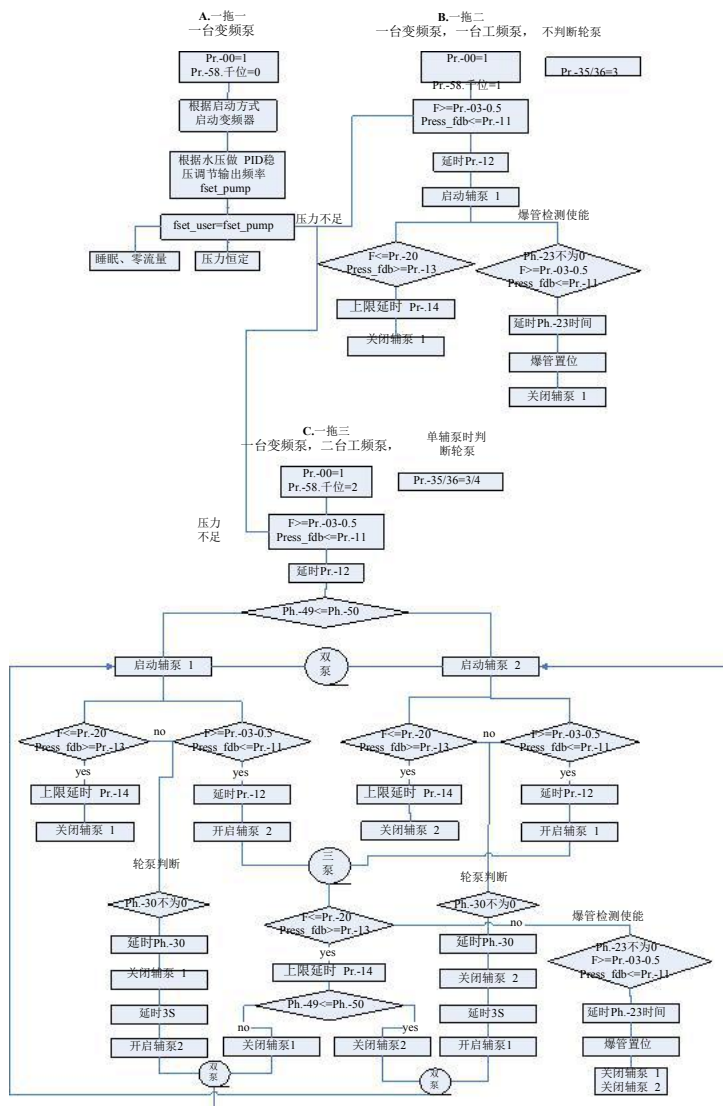 A.一拖一
一台变频泵
Pr.-00=1
Pr.-58.千位=0
根据启动方式
启动变频器
根据水压做 PID稳
压调节输出频率
fset_pump
fset_user=fset_pump
压力不足
睡眠、零流量
压力恒定
B.一拖二
一台变频泵，一台工频泵， 不判断轮泵
Pr.-00=1
Pr.-58.千位=1
Pr.-35/36=3
F>=Pr.-03-0.5
Press_fdb<=Pr.-11
延时Pr.-12
启动辅泵 1
爆管检测使能
F<=Pr.-20
Press_fdb>=Pr.-13
上限延时 Pr-.14
关闭辅泵 1
Ph.-23不为0
F>=Pr.-03-0.5
Press_fdb<=Pr.-11
延时Ph.-23时间
爆管置位
关闭辅泵 1
C.一拖三
一台变频泵，二台工频泵，
单辅泵时判
断轮泵
Pr.-00=1
Pr.-58.千位=2
Pr.-35/36=3/4
压力
不足
F>=Pr.-03-0.5
Press_fdb<=Pr.-11
延时Pr.-12
Ph.-49<=Ph.-50
启动辅泵 1
双
泵
启动辅泵 2
F<=Pr.-20
Press_fdb>=Pr.-13
no
F>=Pr.-03-0.5
Press_fdb<=Pr.-11
F<=Pr.-20
Press_fdb>=Pr.-13
no
F>=Pr.-03-0.5
Press_fdb<=Pr.-11
yes
yes
yes
yes
上限延时 Pr.-14
延时Pr.-12
上限延时 Pr.-14
延时Pr.-12
关闭辅泵 1
开启辅泵 2
关闭辅泵 2
开启辅泵 1
三
泵
轮泵判断
轮泵判断
Ph.-30不为0
F<=Pr.-20
Press_fdb>=Pr.-13
Ph.-30不为0
no
爆管检测使能
延时Ph.-30
yes
延时Ph.-30
Ph.-23不为0
F>=Pr.-03-0.5
Press_fdb<=Pr.-11
关闭辅泵 1
上限延时 Pr.-14
关闭辅泵 2
延时3S
Ph.-49<=Ph.-50
延时3S
延时Ph.-23时间
no
yes
开启辅泵2
关闭辅泵1
关闭辅泵2
开启辅泵1
爆管置位
双
泵
双
泵
关闭辅泵 1
关闭辅泵 2